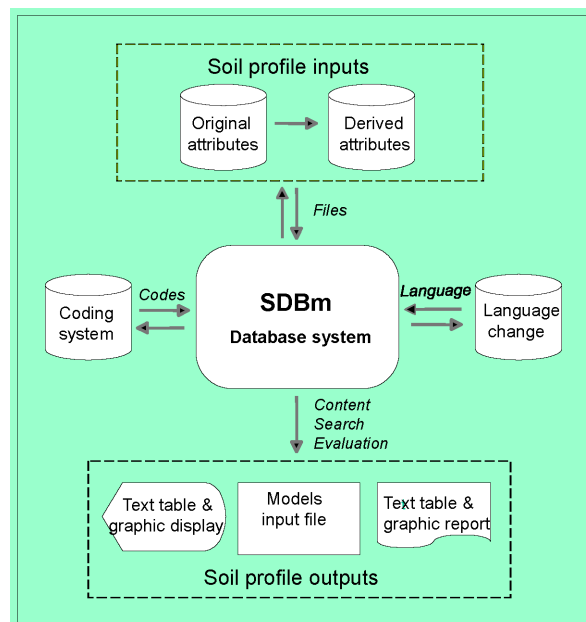 Soil profile inputs
Original
attributes
Derived
attributes
Files
Coding
system
Codes
SDBm
Database system
Language
Language
change
Content
Search
Evaluation
Text table &
graphic display
Models
input file
Text table &
graphic report
Soil profile outputs